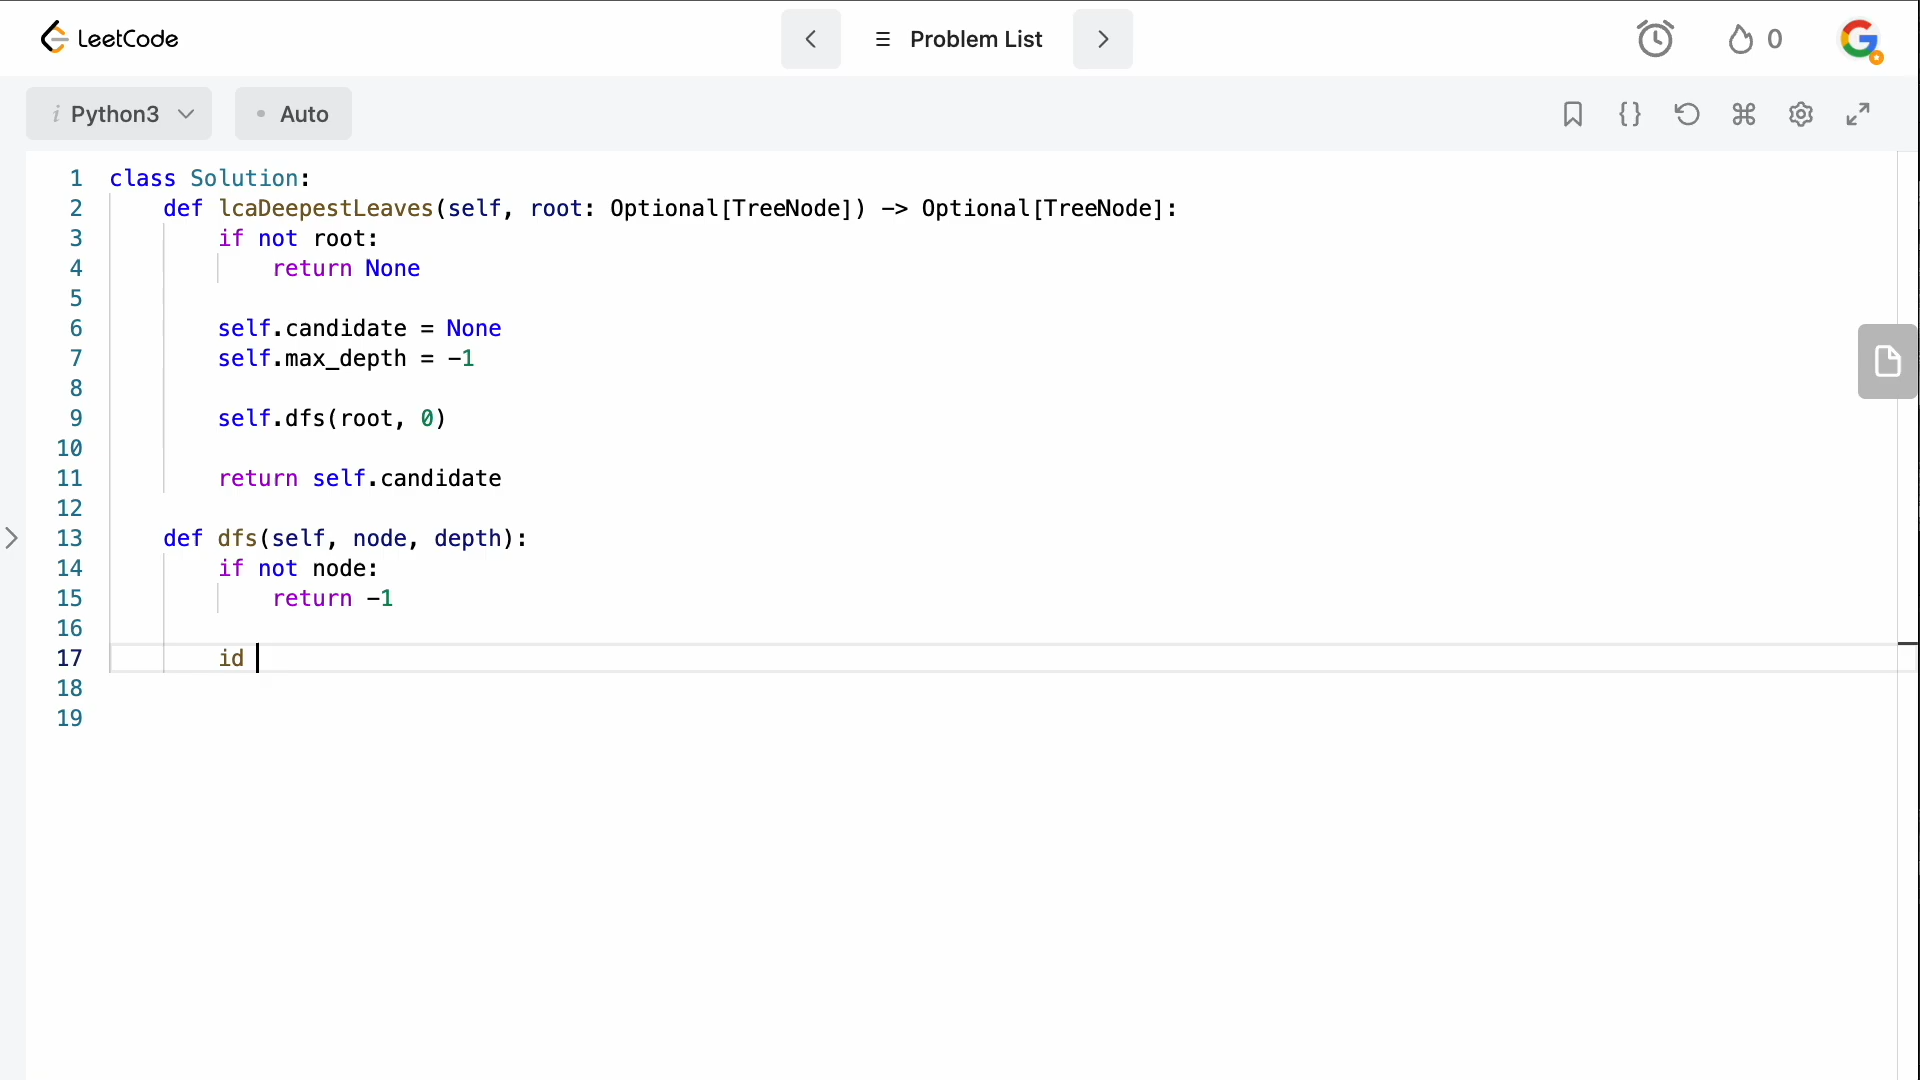 LeetCode
Problem List
0
Python3
Auto
1 class Solution:
2 def lcaDeepestLeaves(self, root: Optional[TreeNode]) -> Optional[TreeNode]:
3 if not root:
4 return None
5
6 self.candidate = None
7 self.max_depth = -1
8
9 self.dfs(root, 0)
10
11 return self.candidate
12
13 def dfs(self, node, depth):
14 if not node:
15 return -1
16
17 id
18
19